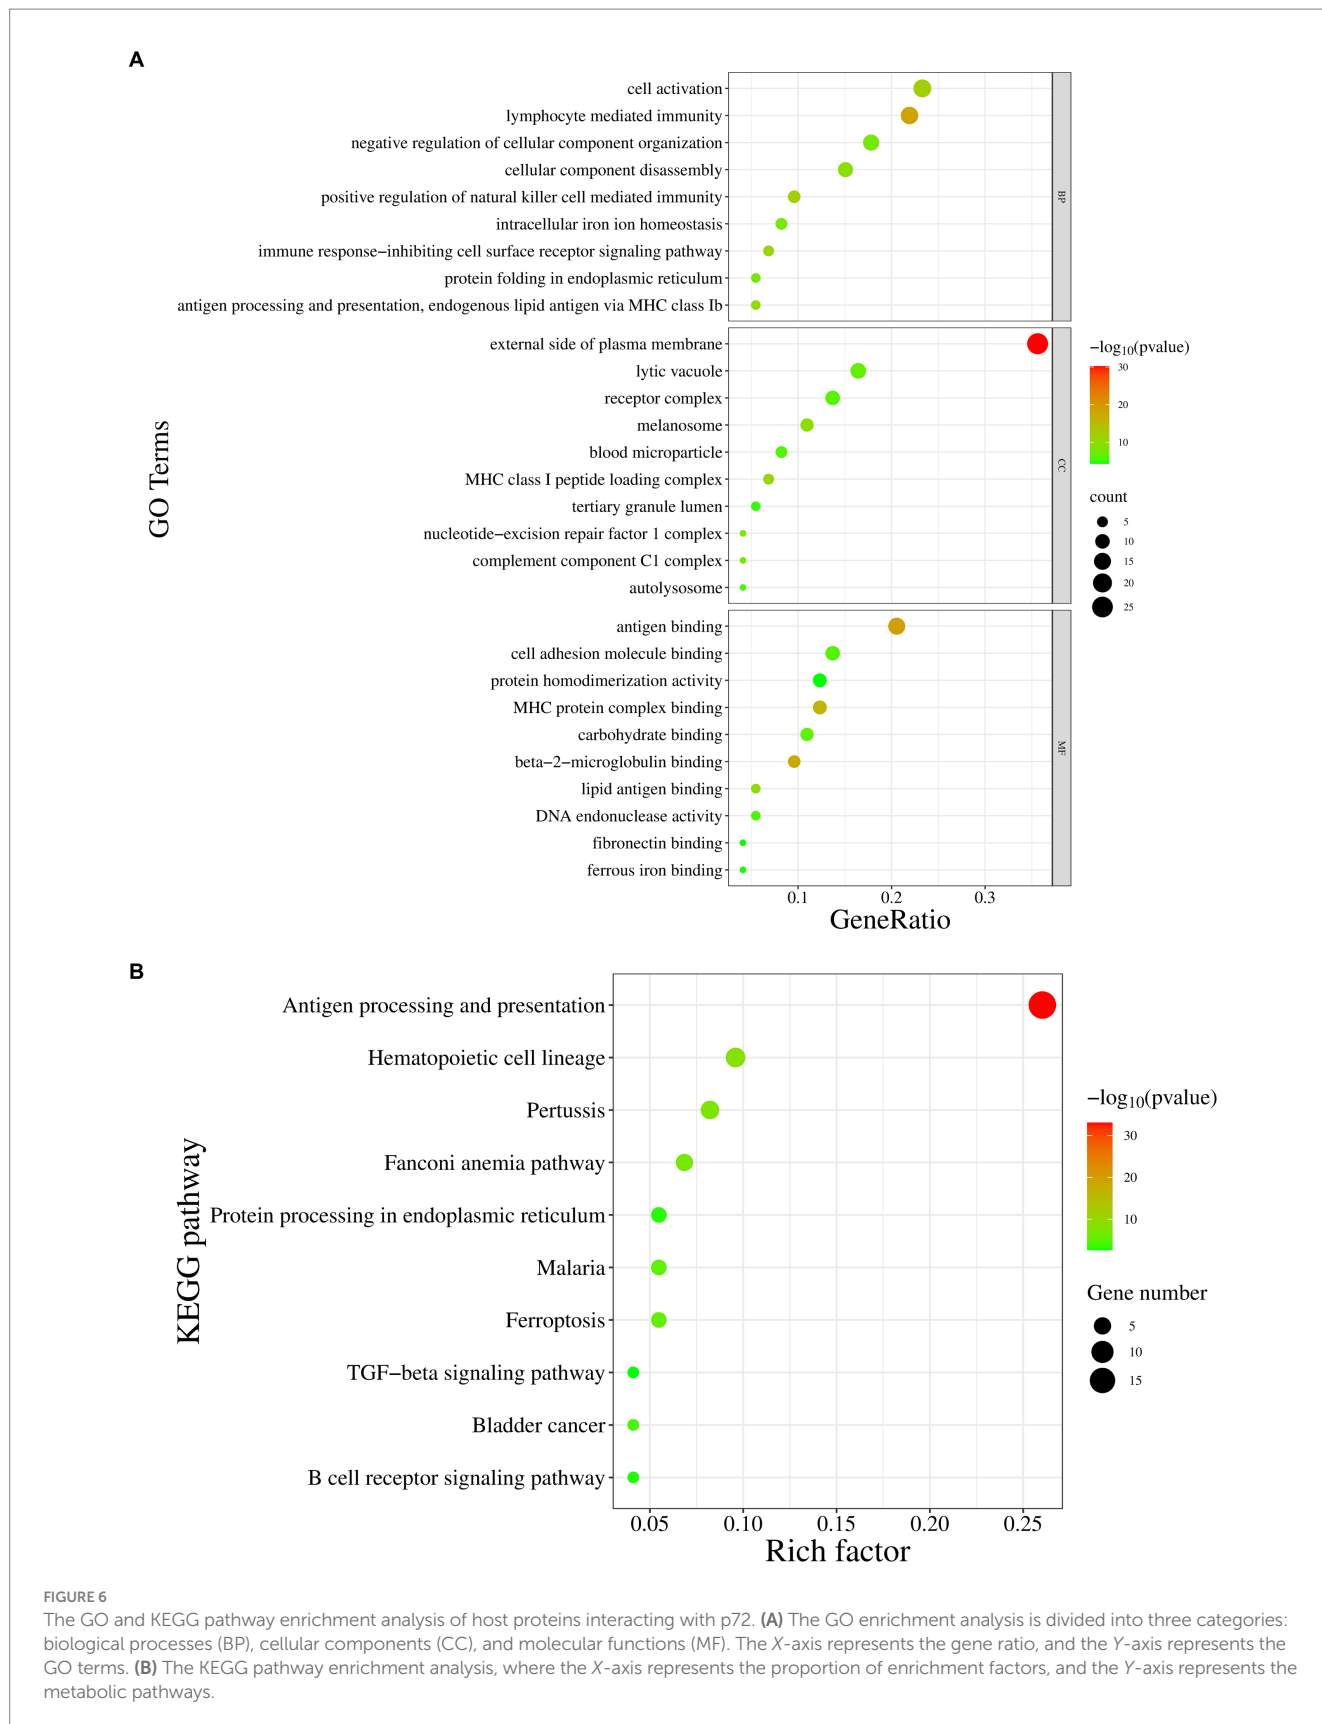 A
cell activation
lymphocyte mediated immunity
negative regulation of cellular component organization
cellular component disassembly
positive regulation of natural killer cell mediated immunity
intracellular iron ion homeostasis
immune response−inhibiting cell surface receptor signaling pathway
protein folding in endoplasmic reticulum
antigen processing and presentation, endogenous lipid antigen via MHC class Ib
BP
external side of plasma membrane
lytic vacuole
receptor complex
melanosome
blood microparticle
MHC class I peptide loading complex
tertiary granule lumen
nucleotide−excision repair factor 1 complex
complement component C1 complex
autolysosome
CC
antigen binding
cell adhesion molecule binding
protein homodimerization activity
MHC protein complex binding
carbohydrate binding
beta−2−microglobulin binding
lipid antigen binding
DNA endonuclease activity
fibronectin binding
ferrous iron binding
MF
GO Terms
0.1 0.2 0.3
GeneRatio
−log10(pvalue)
30
20
10
count
5
10
15
20
25
B
Antigen processing and presentation
Hematopoietic cell lineage
Pertussis
Fanconi anemia pathway
Protein processing in endoplasmic reticulum
Malaria
Ferroptosis
TGF−beta signaling pathway
Bladder cancer
B cell receptor signaling pathway
KEGG pathway
0.05 0.10 0.15 0.20 0.25
Rich factor
−log10(pvalue)
30
20
10
Gene number
5
10
15
FIGURE 6
The GO and KEGG pathway enrichment analysis of host proteins interacting with p72. (A) The GO enrichment analysis is divided into three categories:
biological processes (BP), cellular components (CC), and molecular functions (MF). The X-axis represents the gene ratio, and the Y-axis represents the
GO terms. (B) The KEGG pathway enrichment analysis, where the X-axis represents the proportion of enrichment factors, and the Y-axis represents the
metabolic pathways.